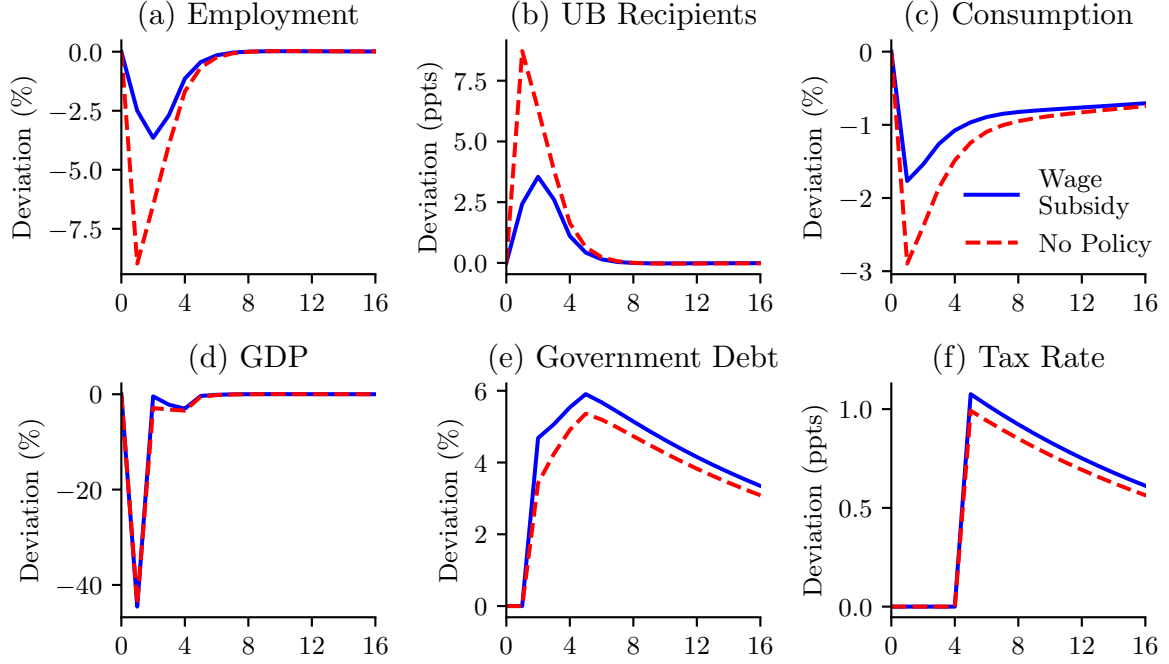 (a) Employment
Deviation (%)
0.0
−2.5
−5.0
−7.5
0 4 8 12 16
(b) UB Recipients
Deviation (ppts)
7.5
5.0
2.5
0.0
0 4 8 12 16
(c) Consumption
Deviation (%)
0
−1
−2
−3
Wage
Subsidy
No Policy
0 4 8 12 16
(d) GDP
Deviation (%)
0
−20
−40
0 4 8 12 16
(e) Government Debt
Deviation (%)
6
4
2
0
0 4 8 12 16
(f) Tax Rate
Deviation (ppts)
1.0
0.5
0.0
0 4 8 12 16